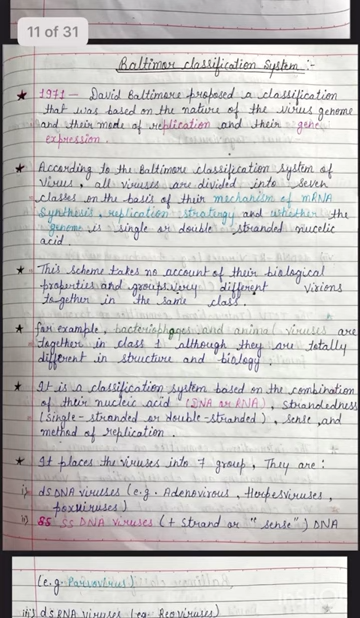 11 of 31
Baltimor classification System :-
★ 1971 - David Baltimore proposed a classification
that was based on the nature of the virus genome
and their mode of replication and their gene
expression.
★ According to the Baltimore classification system of
Virus, all viruses are divided into seven
classes on the basis of their mechanism of mRNA
Synthesis, replication strategy and whether the
genome is single or double stranded nucelic
acid.
★ This scheme takes no account of their biological
properties and groups very different virions
together in the same class.
★ for example, bacteriophages and animal viruses are
together in class 1 although they are totally
different in structure and biology.
★ It is a classification system based on the combination
of their nucleic acid (DNA or RNA), strandedness
(single-stranded or double-stranded), sense, and
method of replication.
★ It places the viruses into 7 group, They are :
i) ds DNA viruses (e.g. Adenovirous, Herpesviruses,
poxviruses)
ii) SS SS DNA viruses (+ strand or "sense") DNA
(e.g. Parvovirus)
iii) ds RNA viruses (eg. Reoviruses)